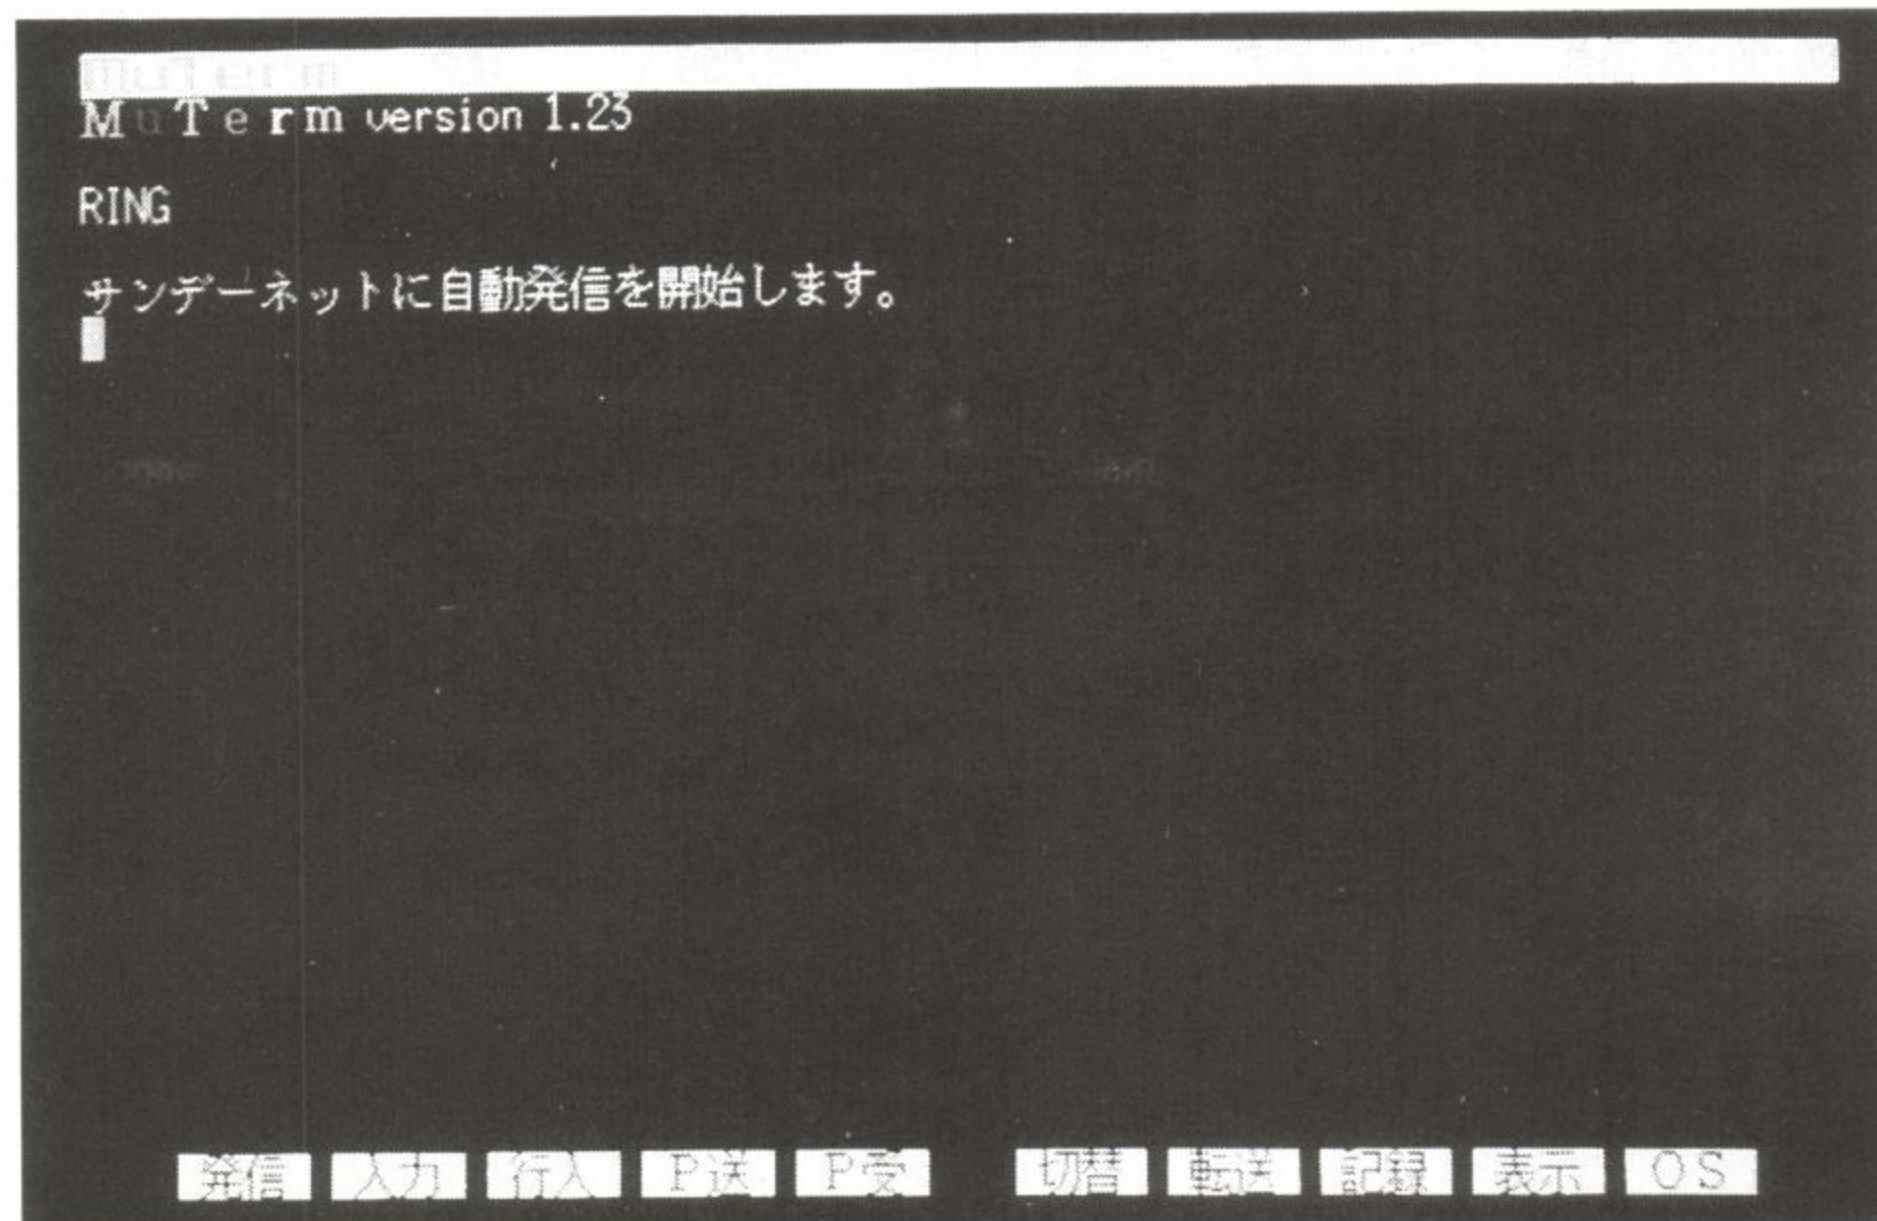 MuTerm
MuTerm version 1.23
RING
サンデーネットに自動発信を開始します。
発信 入力 行入 P送 P受 切替 転送 記録 表示 OS